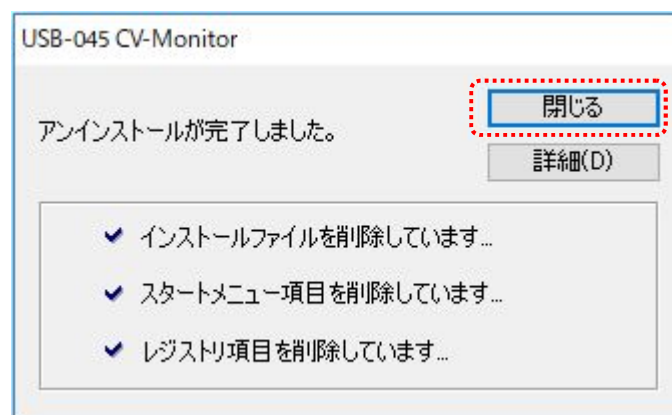 USB-045 CV-Monitor
閉じる
アンインストールが完了しました。
詳細(D)
インストールファイルを削除しています...
スタートメニュー項目を削除しています...
レジストリ項目を削除しています...